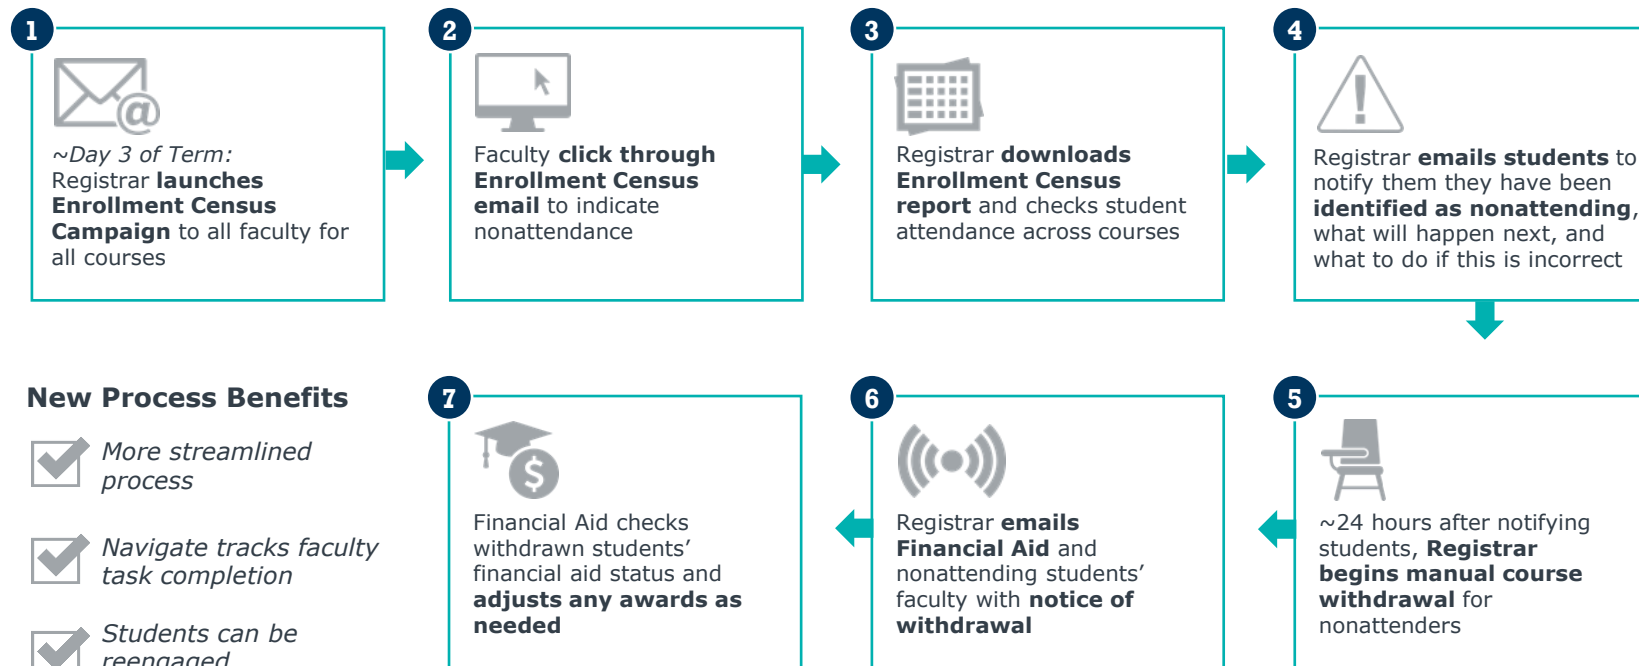 1
~Day 3 of Term:
Registrar launches
Enrollment Census
Campaign to all faculty for
all courses
2
Faculty click through
Enrollment Census
email to indicate
nonattendance
3
Registrar downloads
Enrollment Census
report and checks student
attendance across courses
4
Registrar emails students to
notify them they have been
identified as nonattending,
what will happen next, and
what to do if this is incorrect
5
~24 hours after notifying
students, Registrar
begins manual course
withdrawal for
nonattenders
6
Registrar emails
Financial Aid and
nonattending students’
faculty with notice of
withdrawal
7
Financial Aid checks
withdrawn students’
financial aid status and
adjusts any awards as
needed
New Process Benefits
More streamlined
process
Navigate tracks faculty
task completion
Students can be
reengaged